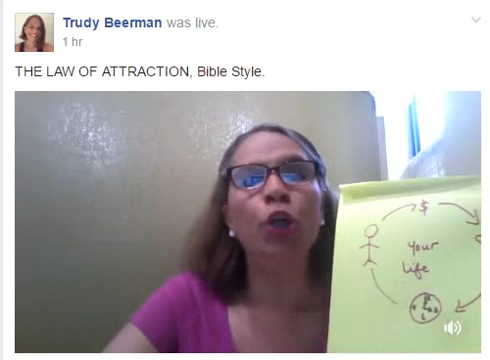 Trudy Beerman was live.
1 hr
THE LAW OF ATTRACTION, Bible Style.
$
Your
life